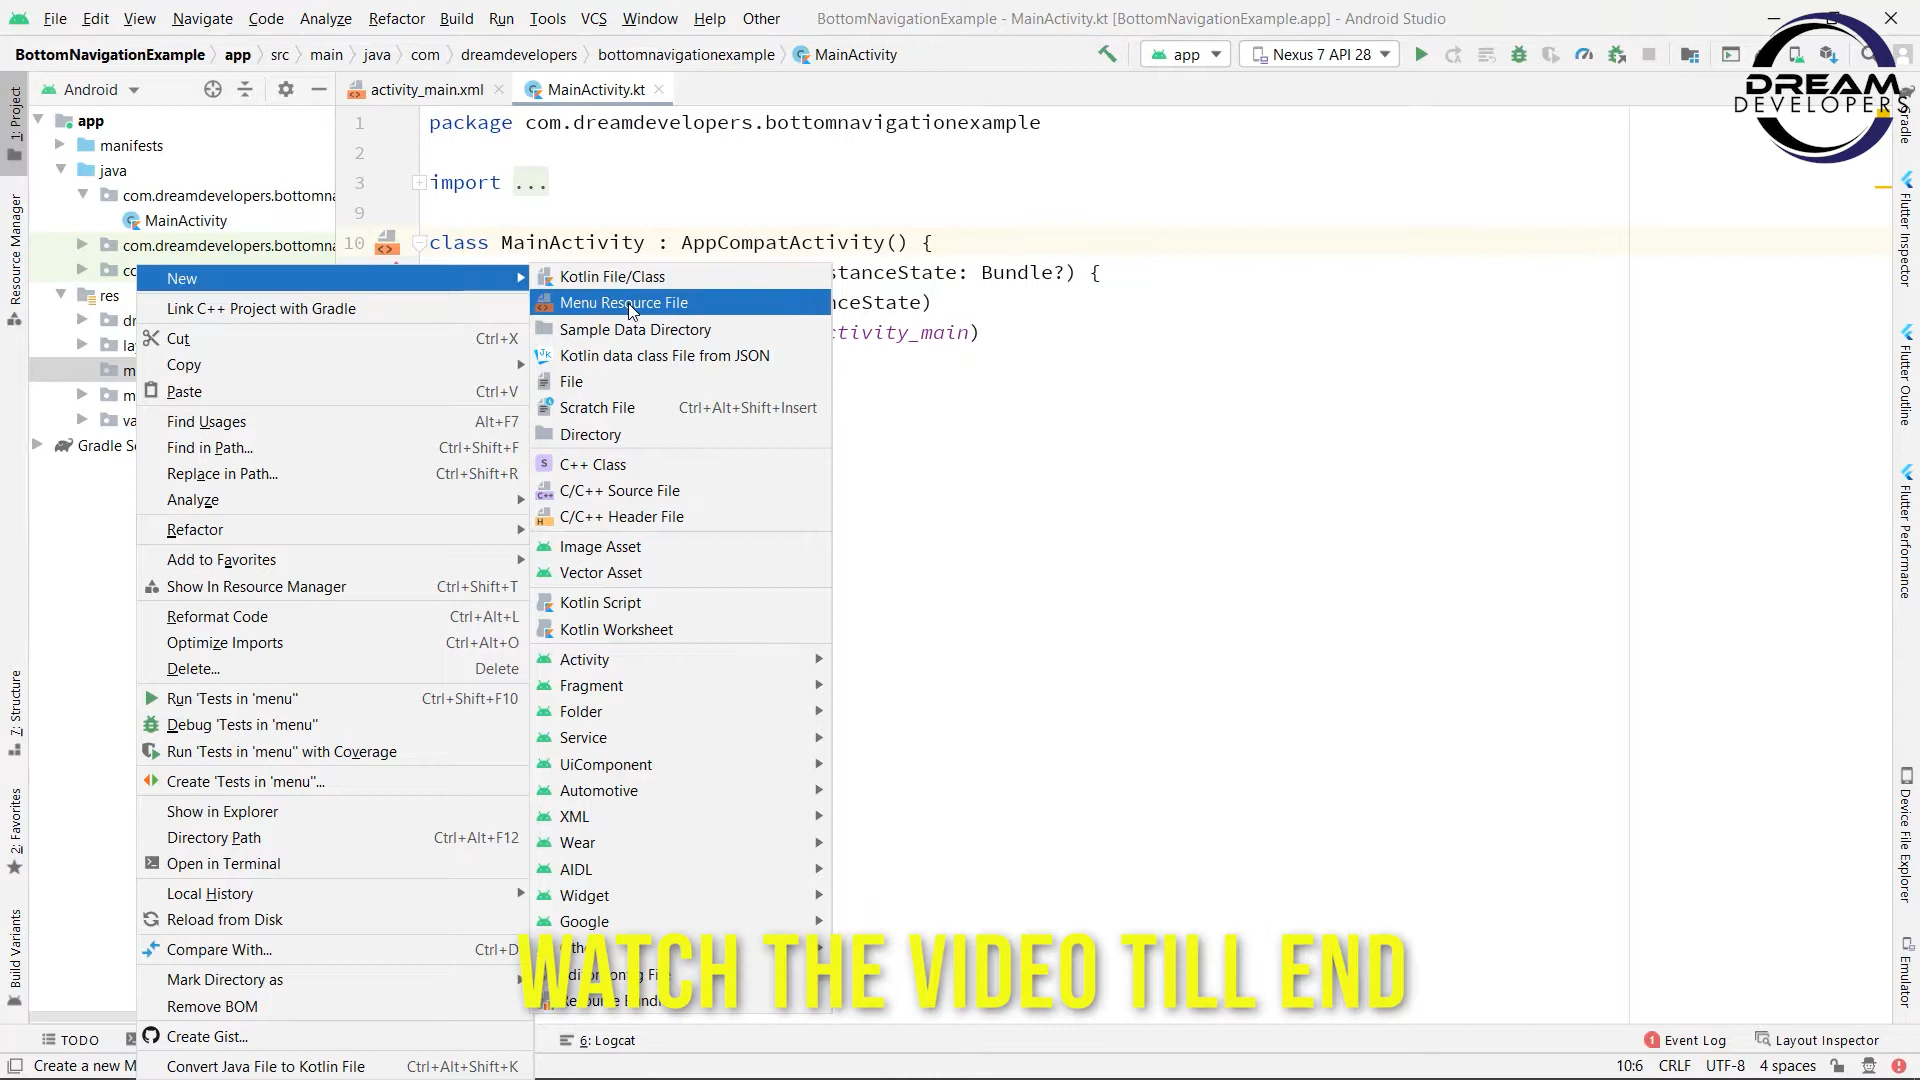 File Edit View Navigate Code Analyze Refactor Build Run Tools VCS Window Help Other BottomNavigationExample - MainActivity.kt [BottomNavigationExample.app] - Android Studio
BottomNavigationExample app src main java com dreamdevelopers bottomnavigationexample MainActivity app Nexus 7 API 28
DREAM
DEVELOPERS
Android activity_main.xml MainActivity.kt
1: Project
Resource Manager
7: Structure
2: Favorites
Build Variants
app
manifests
java
com.dreamdevelopers.bottomna
MainActivity
com.dreamdevelopers.bottomna
res
1 package com.dreamdevelopers.bottomnavigationexample
2
3 import ...
9
10 class MainActivity : AppCompatActivity() {
stanceState: Bundle?) {
nceState)
ctivity_main)
New
Link C++ Project with Gradle
Cut Ctrl+X
Copy
Paste Ctrl+V
Find Usages Alt+F7
Find in Path... Ctrl+Shift+F
Replace in Path... Ctrl+Shift+R
Analyze
Refactor
Add to Favorites
Show In Resource Manager Ctrl+Shift+T
Reformat Code Ctrl+Alt+L
Optimize Imports Ctrl+Alt+O
Delete... Delete
Run 'Tests in 'menu'' Ctrl+Shift+F10
Debug 'Tests in 'menu''
Run 'Tests in 'menu'' with Coverage
Create 'Tests in 'menu''...
Show in Explorer
Directory Path Ctrl+Alt+F12
Open in Terminal
Local History
Reload from Disk
Compare With... Ctrl+D
Mark Directory as
Remove BOM
Create Gist...
Convert Java File to Kotlin File Ctrl+Alt+Shift+K
Kotlin File/Class
Menu Resource File
Sample Data Directory
Kotlin data class File from JSON
File
Scratch File Ctrl+Alt+Shift+Insert
Directory
C++ Class
C/C++ Source File
C/C++ Header File
Image Asset
Vector Asset
Kotlin Script
Kotlin Worksheet
Activity
Fragment
Folder
Service
UiComponent
Automotive
XML
Wear
AIDL
Widget
Google
WATCH THE VIDEO TILL END
Gradle
Flutter Inspector
Flutter Outline
Flutter Performance
Device File Explorer
Emulator
TODO 6: Logcat 1 Event Log Layout Inspector
Create a new M 10:6 CRLF UTF-8 4 spaces